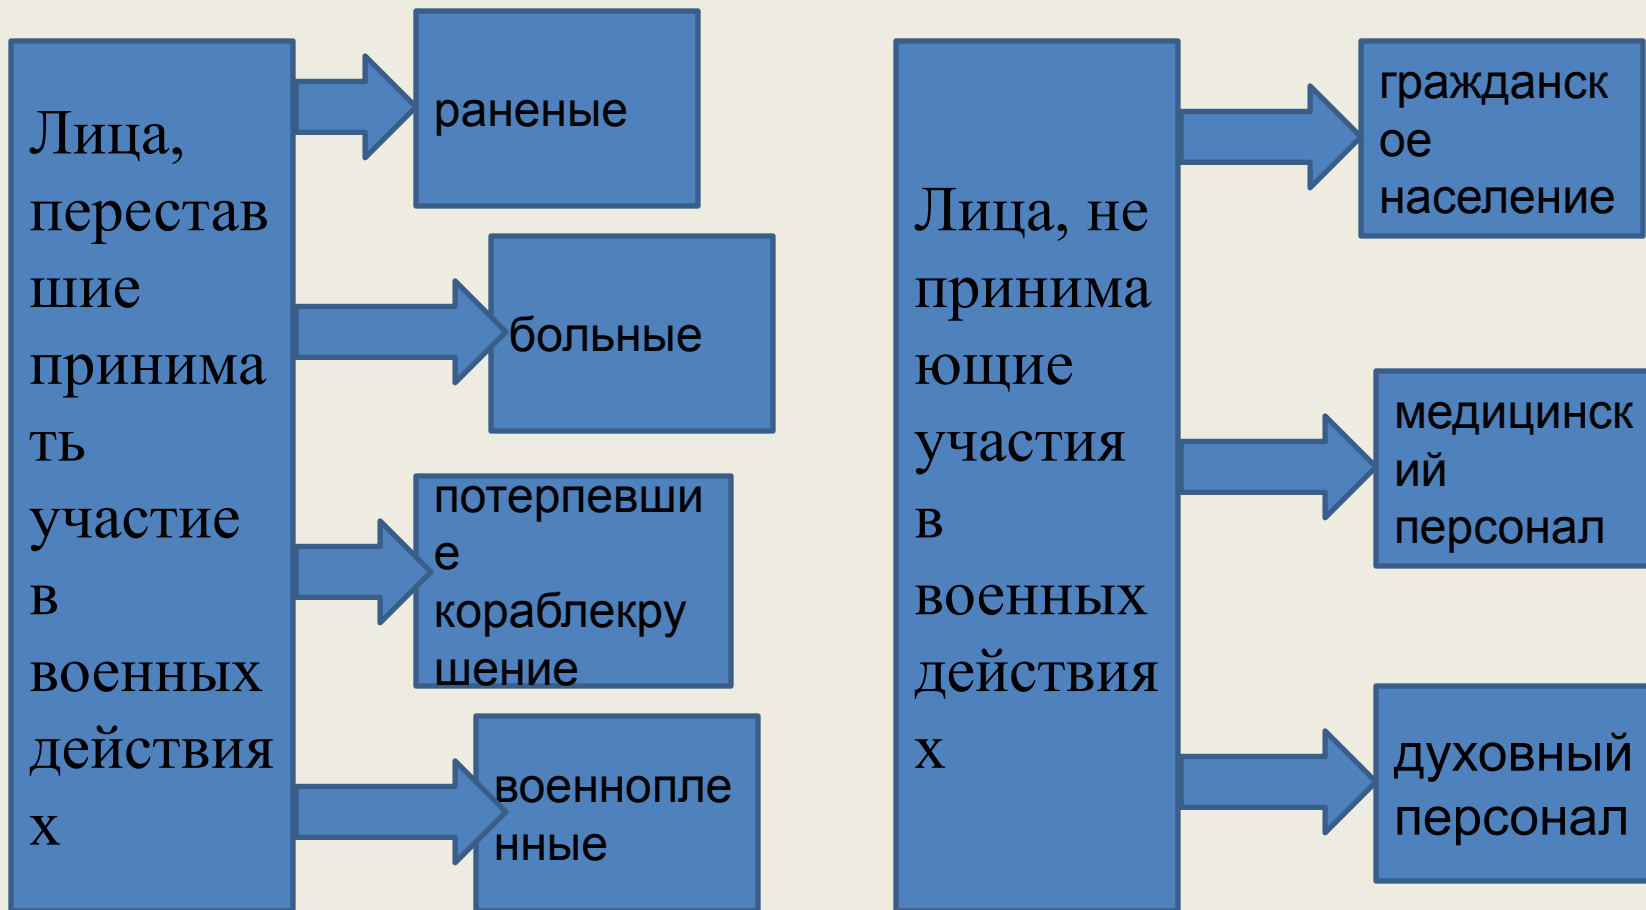 Лица,
перестав
шие
принима
ть
участие
в
военных
действия
х
раненые
больные
потерпевши
е
кораблекру
шение
военнопле
нные
Лица, не
принима
ющие
участия
в
военных
действия
х
гражданск
ое
население
медицинск
ий
персонал
духовный
персонал